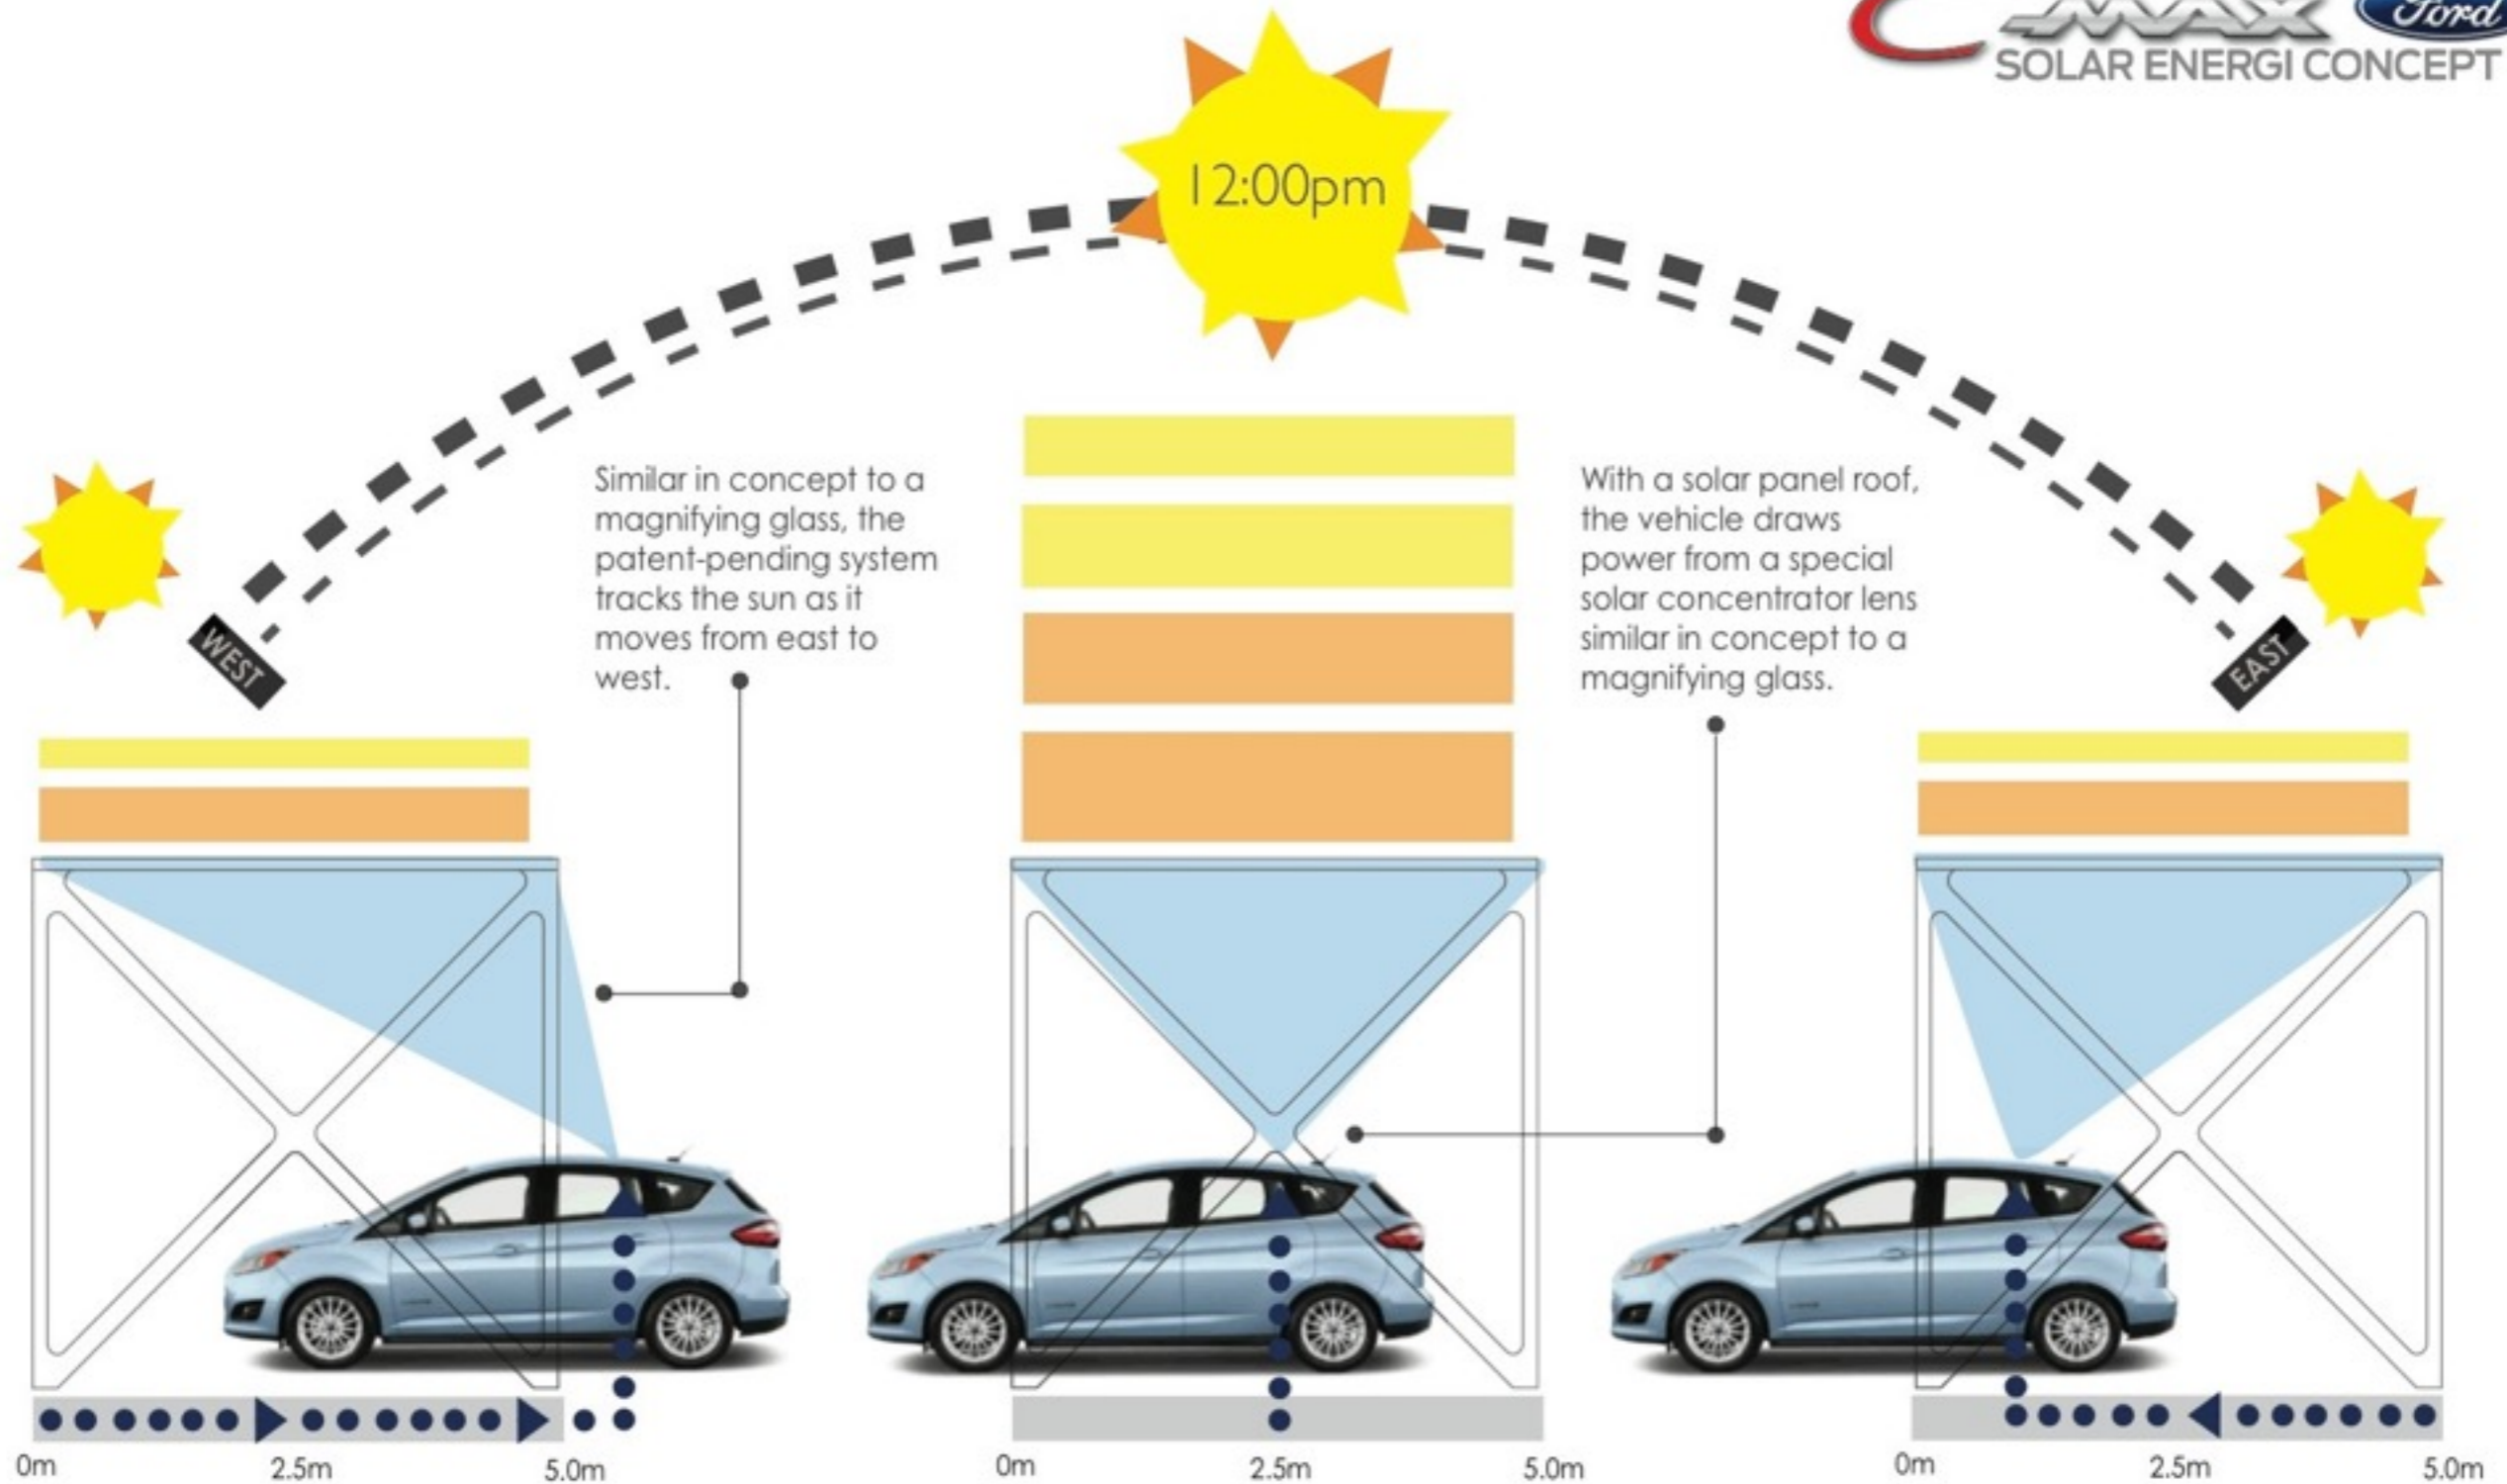 C-MAX Ford
SOLAR ENERGI CONCEPT
12:00pm
Similar in concept to a
magnifying glass, the
patent-pending system
tracks the sun as it
moves from east to
west.
With a solar panel roof,
the vehicle draws
power from a special
solar concentrator lens
similar in concept to a
magnifying glass.
WEST
EAST
0m 2.5m 5.0m
0m 2.5m 5.0m
0m 2.5m 5.0m